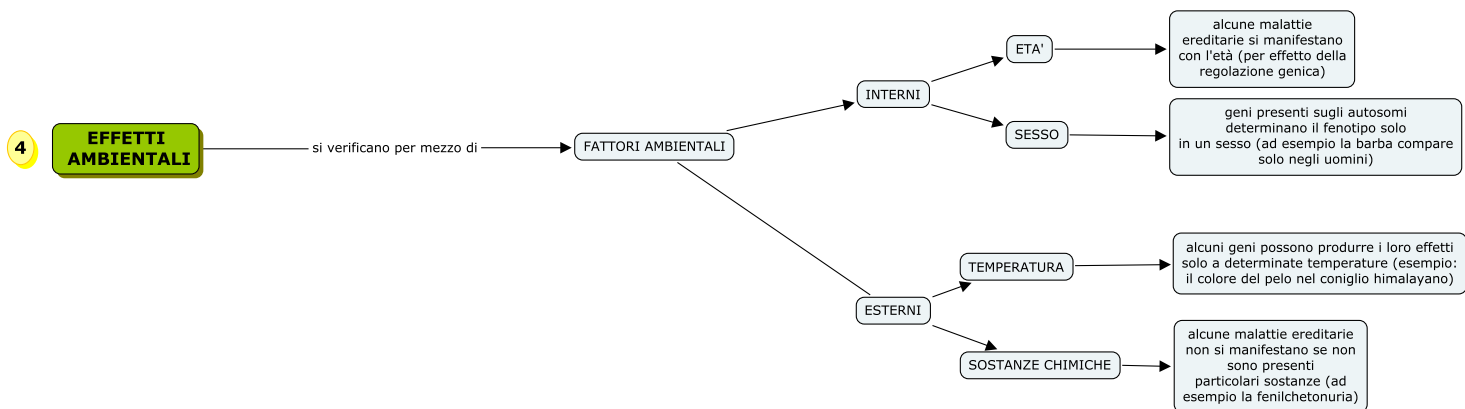 4
EFFETTI
AMBIENTALI
si verificano per mezzo di
FATTORI AMBIENTALI
INTERNI
ETA'
alcune malattie
ereditarie si manifestano
con l'età (per effetto della
regolazione genica)
SESSO
geni presenti sugli autosomi
determinano il fenotipo solo
in un sesso (ad esempio la barba compare
solo negli uomini)
ESTERNI
TEMPERATURA
alcuni geni possono produrre i loro effetti
solo a determinate temperature (esempio:
il colore del pelo nel coniglio himalayano)
SOSTANZE CHIMICHE
alcune malattie ereditarie
non si manifestano se non
sono presenti
particolari sostanze (ad
esempio la fenilchetonuria)